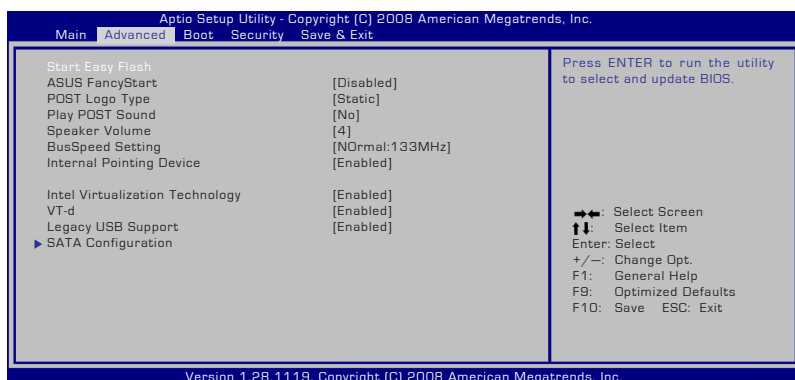 Aptio Setup Utility - Copyright (C) 2008 American Megatrends, Inc.
Main Advanced Boot Security Save & Exit
Start Easy Flash
ASUS FancyStart [Disabled]
POST Logo Type [Static]
Play POST Sound [No]
Speaker Volume [4]
BusSpeed Setting [NOrmal:133MHz]
Internal Pointing Device [Enabled]
Intel Virtualization Technology [Enabled]
VT-d [Enabled]
Legacy USB Support [Enabled]
SATA Configuration
Press ENTER to run the utility
to select and update BIOS.
➡⬅: Select Screen
⬆⬇: Select Item
Enter: Select
+/—: Change Opt.
F1: General Help
F9: Optimized Defaults
F10: Save ESC: Exit
Version 1.28.1119. Copyright (C) 2008 American Megatrends, Inc.